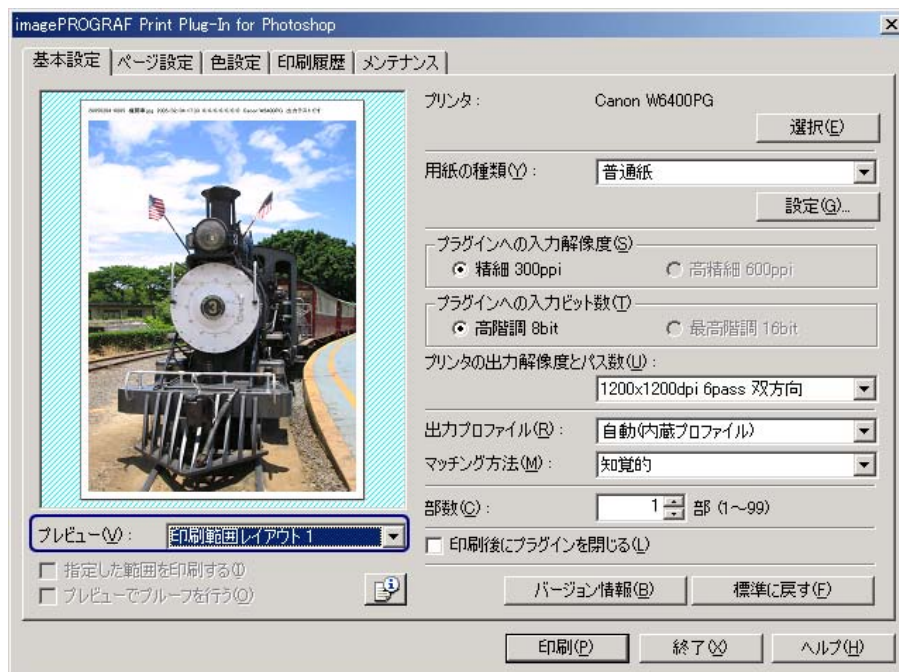 imagePROGRAF Print Plug-In for Photoshop
基本設定 ページ設定 色設定 印刷履歴 メンテナンス
プリンタ： Canon W6400PG
選択(E)
用紙の種類(Y)： 普通紙
設定(G)...
プラグインへの入力解像度(S)
精細 300ppi 高精細 600ppi
プラグインへの入力ビット数(T)
高階調 8bit 最高階調 16bit
プリンタの出力解像度とパス数(U)：
1200x1200dpi 6pass 双方向
出力プロファイル(R)： 自動(内蔵プロファイル)
マッチング方法(M)： 知覚的
部数(C)： 1 部 (1～99)
プレビュー(V)： 印刷範囲レイアウト1
印刷後にプラグインを閉じる(L)
指定した範囲を印刷する(I)
プレビューでプルーフを行う(O)
バージョン情報(B) 標準に戻す(F)
印刷(P) 終了(X) ヘルプ(H)
3